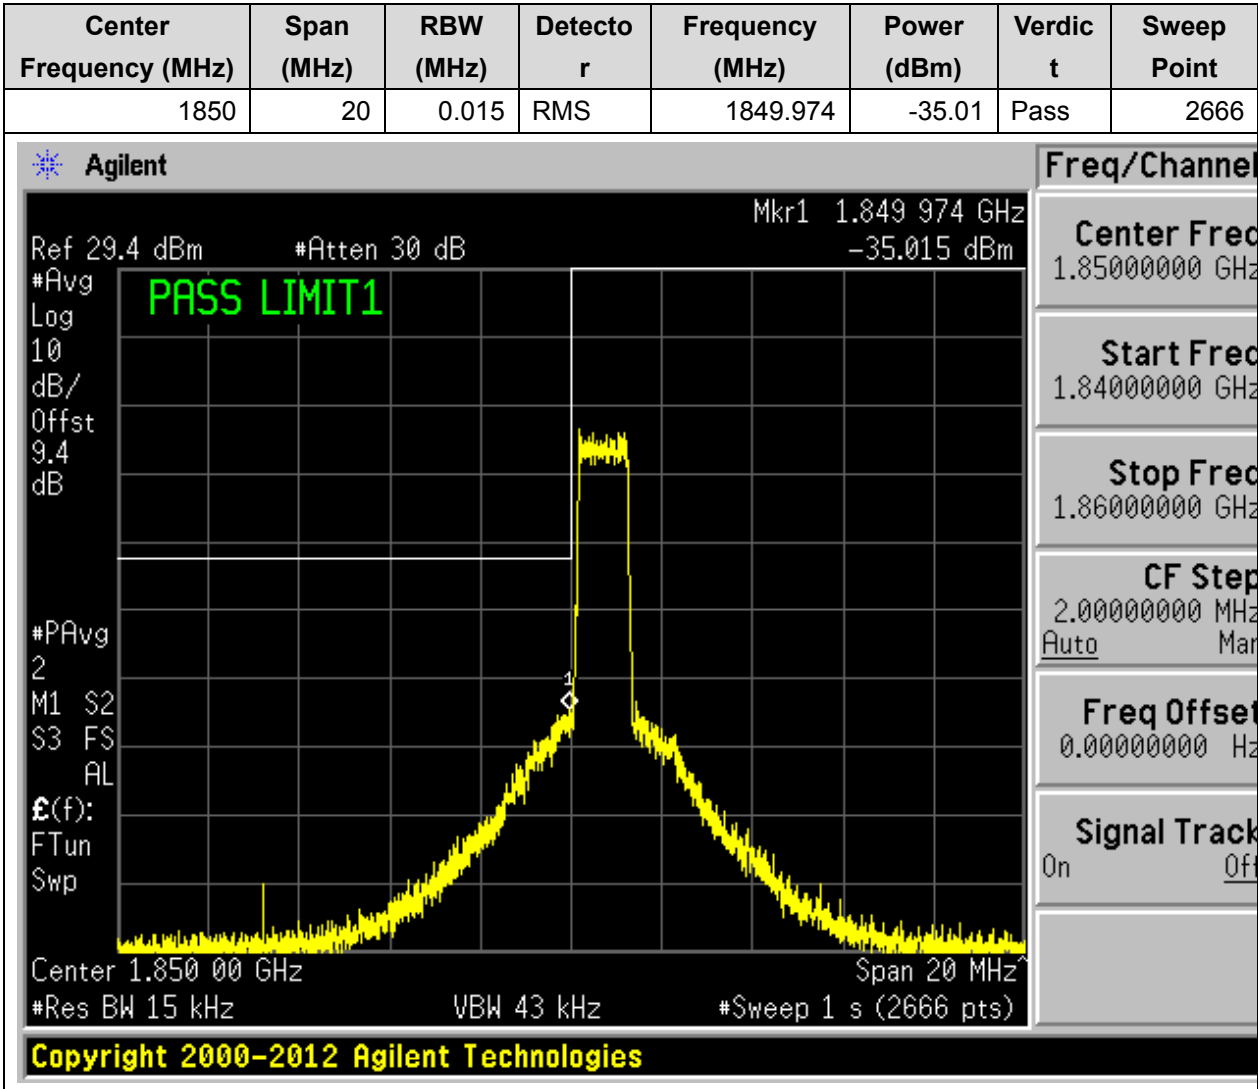 Center Span RBW Detecto Frequency Power Verdic Sweep
Frequency (MHz) (MHz) (MHz) r (MHz) (dBm) t Point
1850 20 0.015 RMS 1849.974 -35.01 Pass 2666
Agilent
Freq/Channel
Mkr1 1.849 974 GHz
Ref 29.4 dBm #Atten 30 dB -35.015 dBm
#Avg
Log
10
dB/
Offst
9.4
dB
PASS LIMIT1
#PAvg
2
M1 S2
S3 FS
AL
£(f):
FTun
Swp
1
Center 1.850 00 GHz Span 20 MHz^
#Res BW 15 kHz VBW 43 kHz #Sweep 1 s (2666 pts)
Center Freq
1.85000000 GHz
Start Freq
1.84000000 GHz
Stop Freq
1.86000000 GHz
CF Step
2.00000000 MHz
Auto Man
Freq Offset
0.00000000 Hz
Signal Track
On Off
Copyright 2000-2012 Agilent Technologies